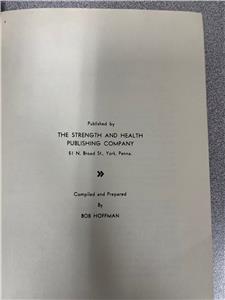 Published by
THE STRENGTH AND HEALTH
PUBLISHING COMPANY
51 N. Broad St., York, Penna.
»
Compiled and Prepared
By
BOB HOFFMAN